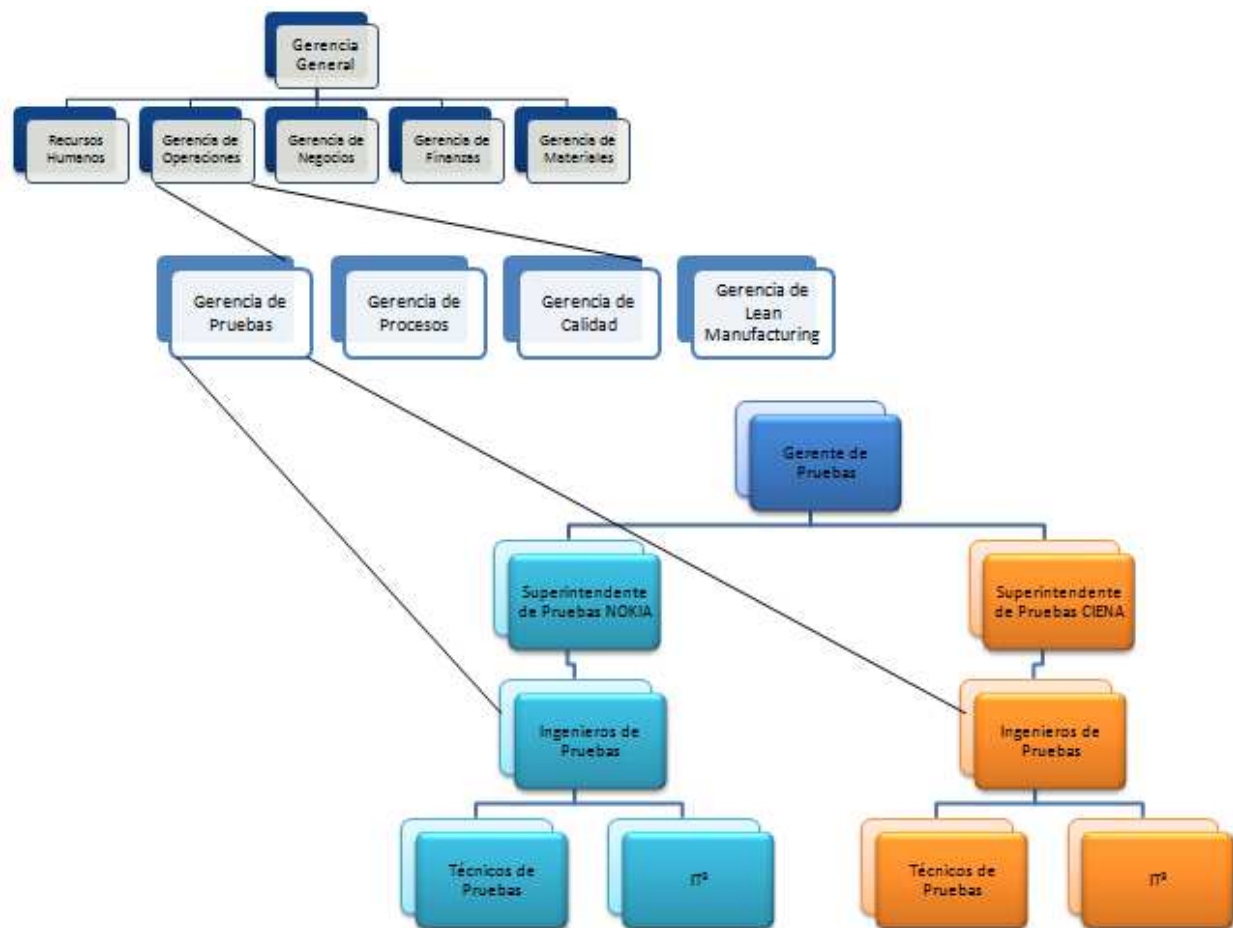 Gerencia
General
Recursos
Humanos
Gerencia de
Operaciones
Gerencia de
Negocios
Gerencia de
Finanzas
Gerencia de
Materiales
Gerencia de
Pruebas
Gerencia de
Procesos
Gerencia de
Calidad
Gerencia de
Lean
Manufacturing
Gerente de
Pruebas
Superintendente
de Pruebas NOKIA
Superintendente
de Pruebas CIENA
Ingenieros de
Pruebas
Ingenieros de
Pruebas
Técnicos de
Pruebas
Técnicos de
Pruebas